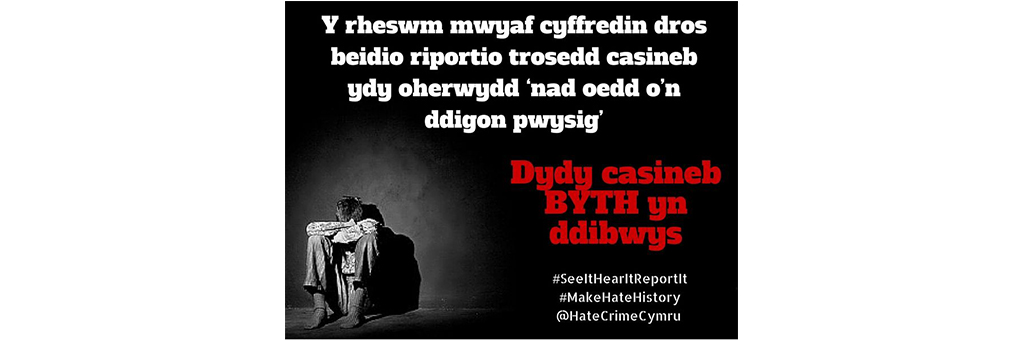 Y rheswm mwyaf cyffredin dros
beidio riportio trosedd casineb
ydy oherwydd ‘nad oedd o’n
ddigon pwysig’
Dydy casineb
BYTH yn
ddibwys
#SeeItHearItReportIt
#MakeHateHistory
@HateCrimeCymru